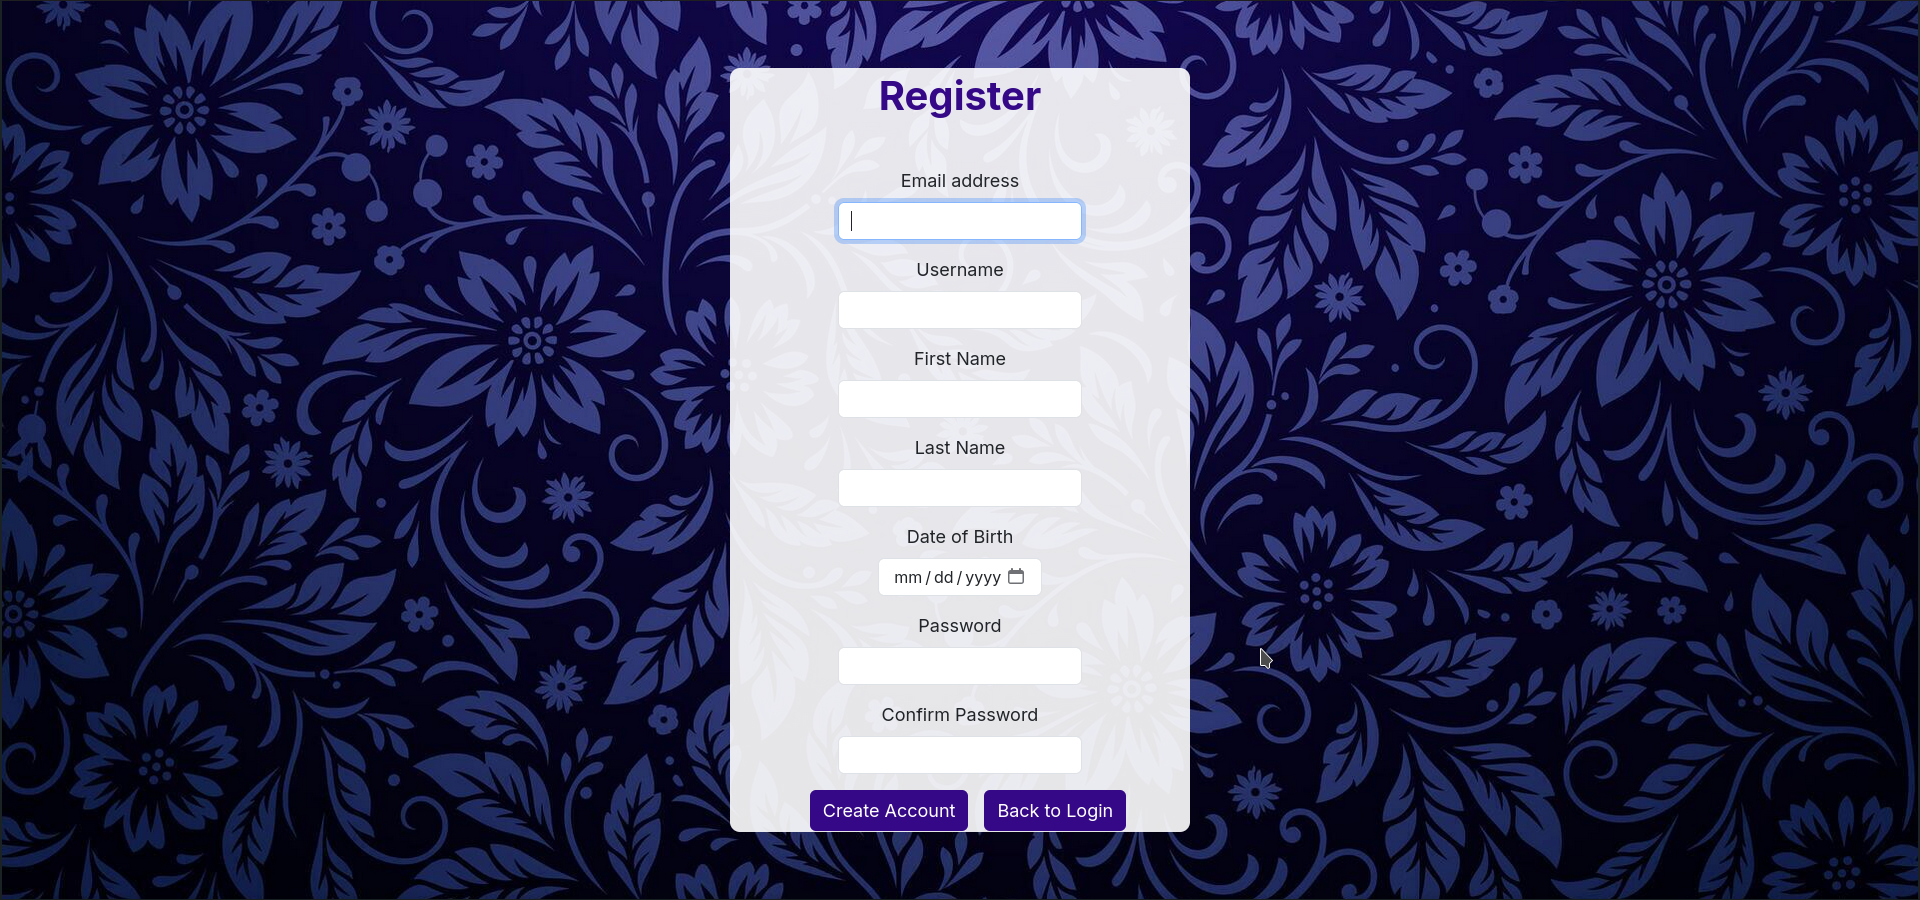 Register
Email address
Username
First Name
Last Name
Date of Birth
mm/dd/yyyy
Password
Confirm Password
Create Account Back to Login